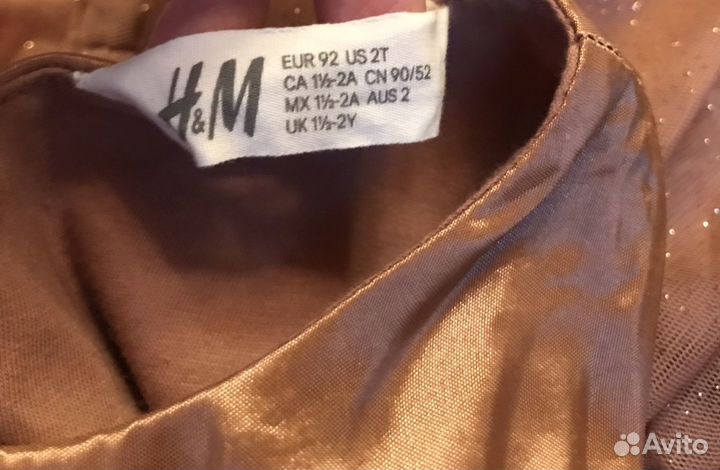 H&M
EUR 92 US 2T
CA 1½-2A CN 90/52
MX 1½-2A AUS 2
UK 1½-2Y
Avito